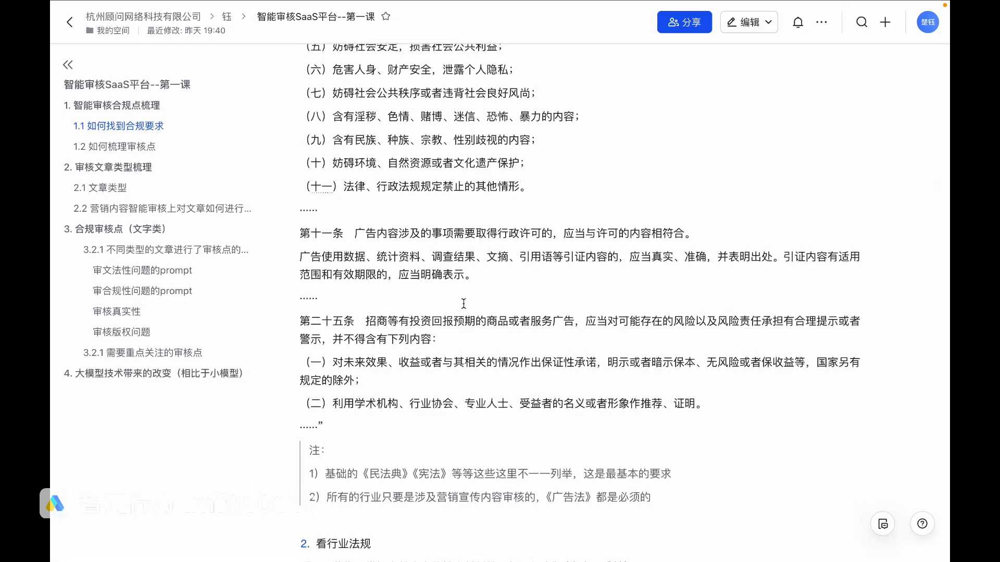 杭州顾问网络科技有限公司 > 钰 > 智能审核SaaS平台--第一课
我的空间 | 最近修改: 昨天 19:40
分享
编辑
楚钰
智能审核SaaS平台--第一课
1. 智能审核合规点梳理
1.1 如何找到合规要求
1.2 如何梳理审核点
2. 审核文章类型梳理
2.1 文章类型
2.2 营销内容智能审核上对文章如何进行...
3. 合规审核点（文字类）
3.2.1 不同类型的文章进行了审核点的...
审文法性问题的prompt
审合规性问题的prompt
审核真实性
审核版权问题
3.2.1 需要重点关注的审核点
4. 大模型技术带来的改变（相比于小模型）
（五）妨碍社会安定，损害社会公共利益；
（六）危害人身、财产安全，泄露个人隐私；
（七）妨碍社会公共秩序或者违背社会良好风尚；
（八）含有淫秽、色情、赌博、迷信、恐怖、暴力的内容；
（九）含有民族、种族、宗教、性别歧视的内容；
（十）妨碍环境、自然资源或者文化遗产保护；
（十一）法律、行政法规规定禁止的其他情形。
......
第十一条　广告内容涉及的事项需要取得行政许可的，应当与许可的内容相符合。
广告使用数据、统计资料、调查结果、文摘、引用语等引证内容的，应当真实、准确，并表明出处。引证内容有适用
范围和有效期限的，应当明确表示。
......
第二十五条　招商等有投资回报预期的商品或者服务广告，应当对可能存在的风险以及风险责任承担有合理提示或者
警示，并不得含有下列内容：
（一）对未来效果、收益或者与其相关的情况作出保证性承诺，明示或者暗示保本、无风险或者保收益等，国家另有
规定的除外；
（二）利用学术机构、行业协会、专业人士、受益者的名义或者形象作推荐、证明。
......”
注：
1）基础的《民法典》《宪法》等等这些这里不一一列举，这是最基本的要求
2）所有的行业只要是涉及营销宣传内容审核的，《广告法》都是必须的
2. 看行业法规